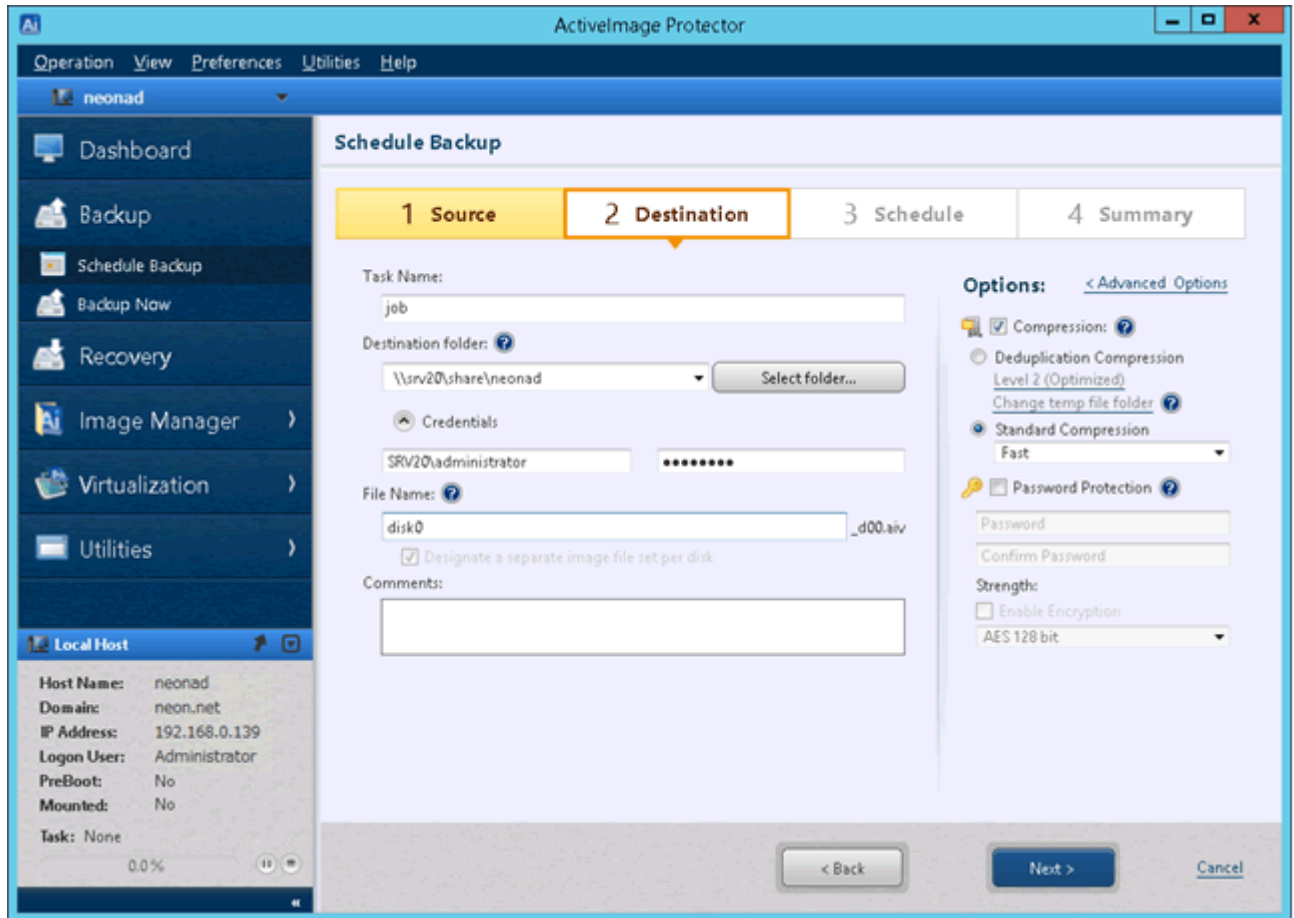 Ai
ActiveImage Protector
Operation View Preferences Utilities Help
neonad
Dashboard
Backup
Schedule Backup
Backup Now
Recovery
Ai Image Manager
Virtualization
Utilities
Local Host
Host Name: neonad
Domain: neon.net
IP Address: 192.168.0.139
Logon User: Administrator
PreBoot: No
Mounted: No
Task: None
0.0 %
Schedule Backup
1 Source 2 Destination 3 Schedule 4 Summary
Task Name:
job
Destination folder: ?
\\srv20\share\neonad Select folder...
Credentials
SRV20\administrator ••••••••
File Name: ?
disk0 _d00.aiv
Designate a separate image file set per disk
Comments:
Options: < Advanced Options
Compression: ?
Deduplication Compression
Level 2 (Optimized)
Change temp file folder ?
Standard Compression
Fast
Password Protection ?
Password
Confirm Password
Strength:
Enable Encryption
AES 128 bit
< Back Next > Cancel